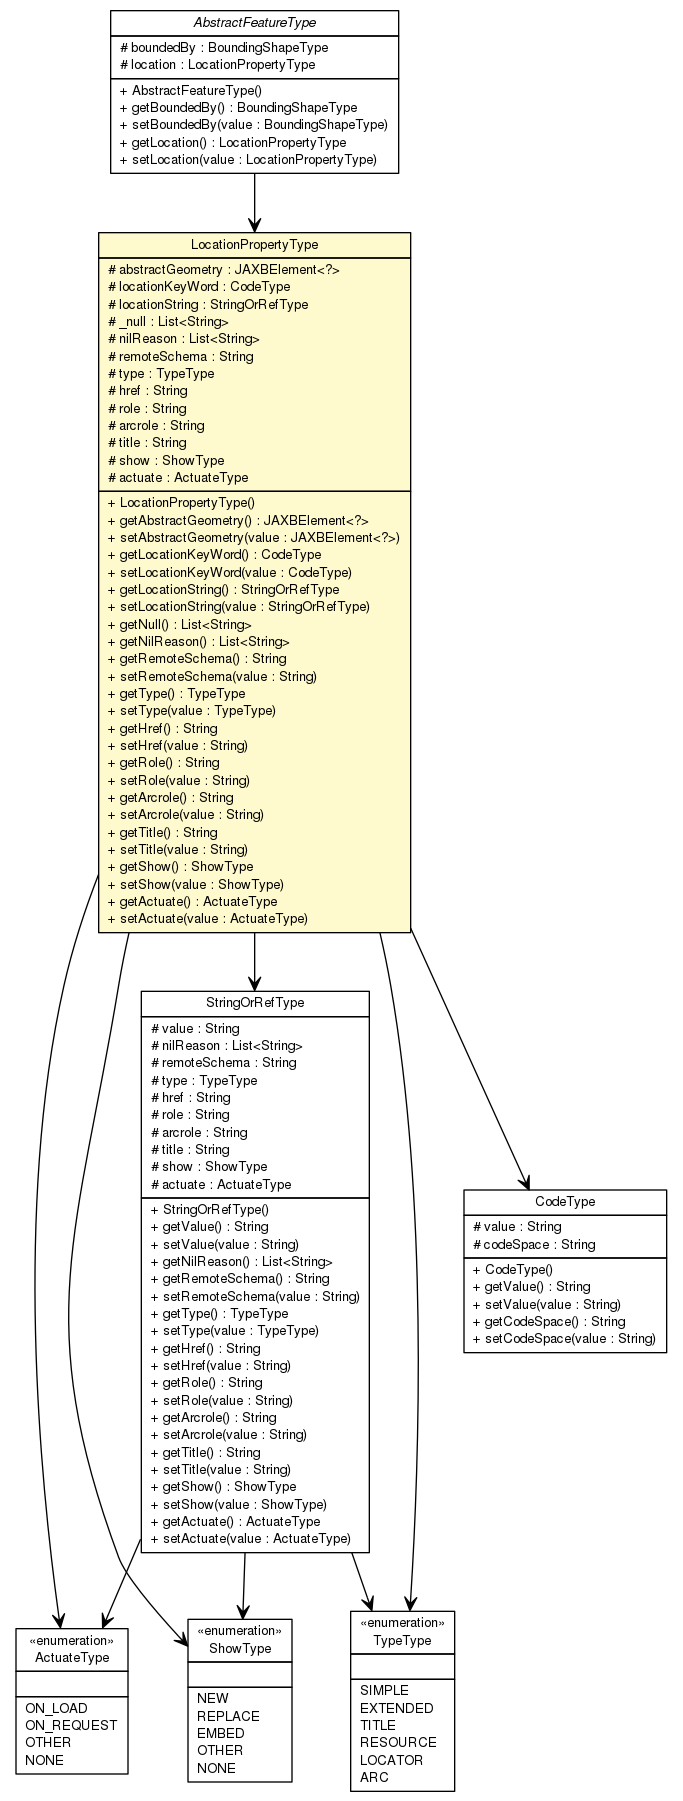 AbstractFeatureType
# boundedBy : BoundingShapeType
# location : LocationPropertyType
+ AbstractFeatureType()
+ getBoundedBy() : BoundingShapeType
+ setBoundedBy(value : BoundingShapeType)
+ getLocation() : LocationPropertyType
+ setLocation(value : LocationPropertyType)
LocationPropertyType
# abstractGeometry : JAXBElement<?>
# locationKeyWord : CodeType
# locationString : StringOrRefType
# _null : List<String>
# nilReason : List<String>
# remoteSchema : String
# type : TypeType
# href : String
# role : String
# arcrole : String
# title : String
# show : ShowType
# actuate : ActuateType
+ LocationPropertyType()
+ getAbstractGeometry() : JAXBElement<?>
+ setAbstractGeometry(value : JAXBElement<?>)
+ getLocationKeyWord() : CodeType
+ setLocationKeyWord(value : CodeType)
+ getLocationString() : StringOrRefType
+ setLocationString(value : StringOrRefType)
+ getNull() : List<String>
+ getNilReason() : List<String>
+ getRemoteSchema() : String
+ setRemoteSchema(value : String)
+ getType() : TypeType
+ setType(value : TypeType)
+ getHref() : String
+ setHref(value : String)
+ getRole() : String
+ setRole(value : String)
+ getArcrole() : String
+ setArcrole(value : String)
+ getTitle() : String
+ setTitle(value : String)
+ getShow() : ShowType
+ setShow(value : ShowType)
+ getActuate() : ActuateType
+ setActuate(value : ActuateType)
StringOrRefType
# value : String
# nilReason : List<String>
# remoteSchema : String
# type : TypeType
# href : String
# role : String
# arcrole : String
# title : String
# show : ShowType
# actuate : ActuateType
+ StringOrRefType()
+ getValue() : String
+ setValue(value : String)
+ getNilReason() : List<String>
+ getRemoteSchema() : String
+ setRemoteSchema(value : String)
+ getType() : TypeType
+ setType(value : TypeType)
+ getHref() : String
+ setHref(value : String)
+ getRole() : String
+ setRole(value : String)
+ getArcrole() : String
+ setArcrole(value : String)
+ getTitle() : String
+ setTitle(value : String)
+ getShow() : ShowType
+ setShow(value : ShowType)
+ getActuate() : ActuateType
+ setActuate(value : ActuateType)
CodeType
# value : String
# codeSpace : String
+ CodeType()
+ getValue() : String
+ setValue(value : String)
+ getCodeSpace() : String
+ setCodeSpace(value : String)
«enumeration»
ActuateType
ON_LOAD
ON_REQUEST
OTHER
NONE
«enumeration»
ShowType
NEW
REPLACE
EMBED
OTHER
NONE
«enumeration»
TypeType
SIMPLE
EXTENDED
TITLE
RESOURCE
LOCATOR
ARC